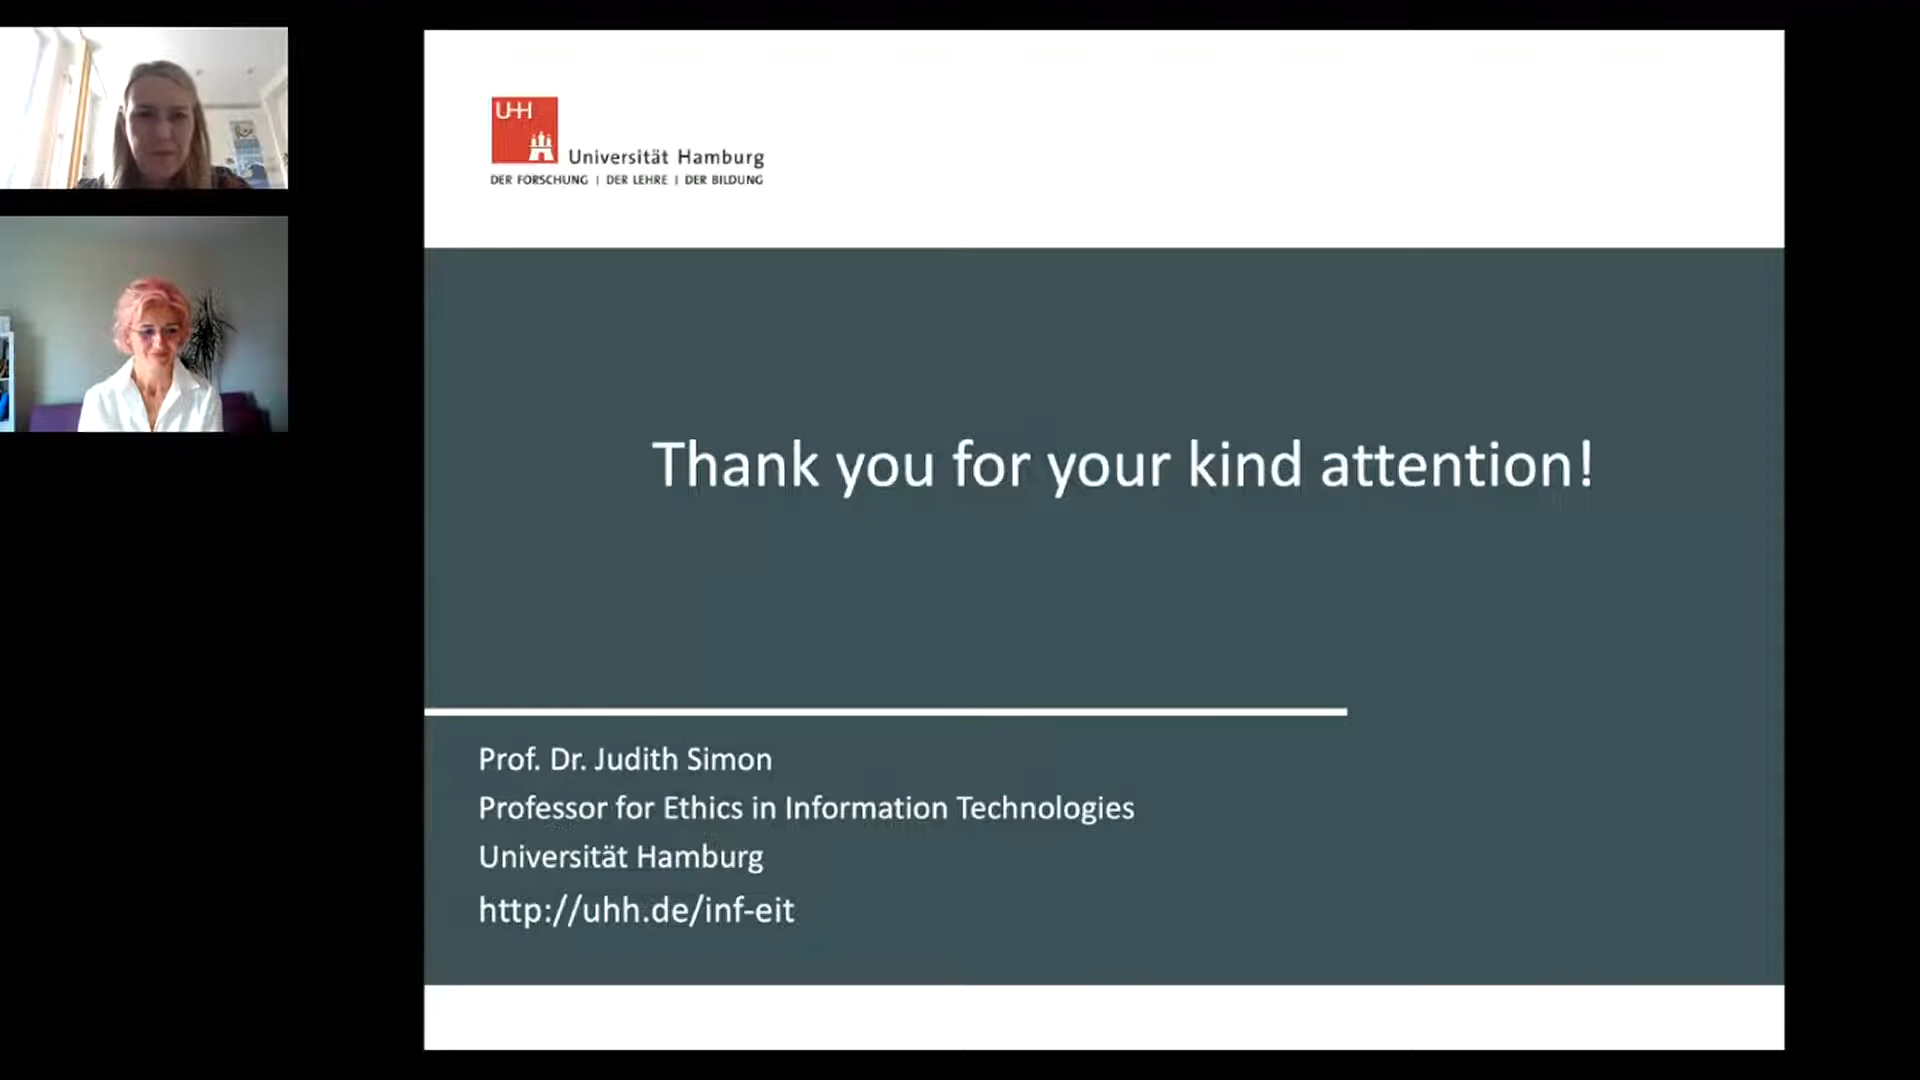 UHH
Universität Hamburg
DER FORSCHUNG | DER LEHRE | DER BILDUNG
Thank you for your kind attention!
Prof. Dr. Judith Simon
Professor for Ethics in Information Technologies
Universität Hamburg
http://uhh.de/inf-eit